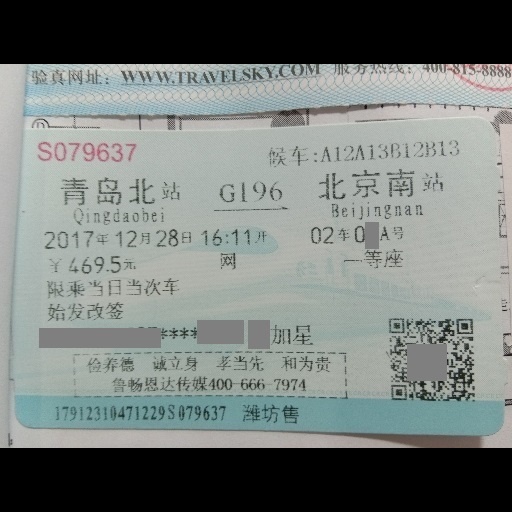 验真网址: WWW.TRAVELSKY.COM 服务热线: 400-815-8888
S079637 候车:A12A13B12B13
青岛北站 G196 北京南站
Qingdaobei Beijingnan
2017年12月28日16:11开 02车0 A号
￥469.5元 网 一等座
限乘当日当次车
始发改签
**** 加星
俭养德 诚立身 孝当先 和为贵
鲁畅恩达传媒400-666-7974
17912310471229S079637 潍坊售